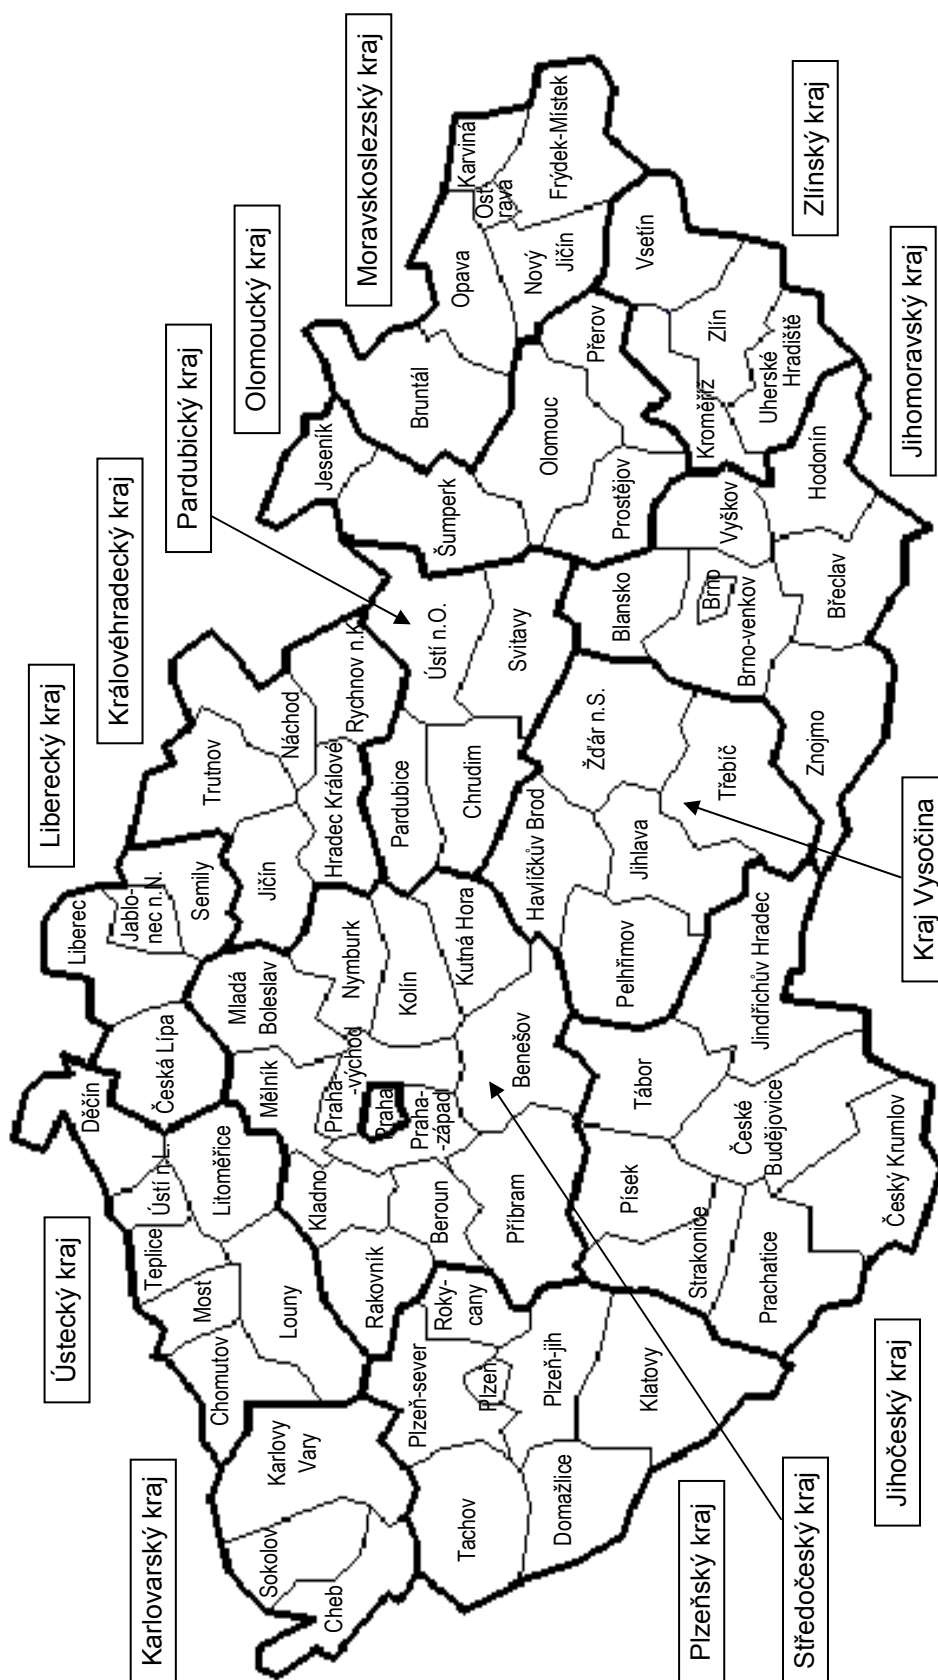 Karlovarský kraj
Ústecký kraj
Liberecký kraj
Královéhradecký kraj
Pardubický kraj
Olomoucký kraj
Moravskoslezský kraj
Zlínský kraj
Jihomoravský kraj
Kraj Vysočina
Jihočeský kraj
Středočeský kraj
Plzeňský kraj
Cheb
Sokolov
Karlovy
Vary
Chomutov
Most
Teplice
Ústí n.L.
Děčín
Litoměřice
Louny
Česká Lípa
Liberec
Jablo-
nec n.N.
Semily
Jičín
Trutnov
Náchod
Hradec Králové
Rychnov n.K.
Pardubice
Chrudim
Ústí n.O.
Svitavy
Jeseník
Šumperk
Olomouc
Prostějov
Přerov
Bruntál
Opava
Nový
Jičín
Ost-
rava
Karviná
Frýdek-Místek
Vsetín
Zlín
Kroměříž
Uherské
Hradiště
Blansko
Brno
Brno-venkov
Vyškov
Hodonín
Břeclav
Znojmo
Havlíčkův Brod
Žďár n.S.
Jihlava
Třebíč
Pelhřimov
Mladá
Boleslav
Mělník
Nymburk
Kolín
Kutná Hora
Praha-
-východ
Praha
Praha-
-západ
Benešov
Kladno
Beroun
Rakovník
Příbram
Tábor
Písek
Strakonice
Prachatice
České
Budějovice
Jindřichův Hradec
Český Krumlov
Roky-
cany
Plzeň-sever
Plzeň
Plzeň-jih
Klatovy
Domažlice
Tachov